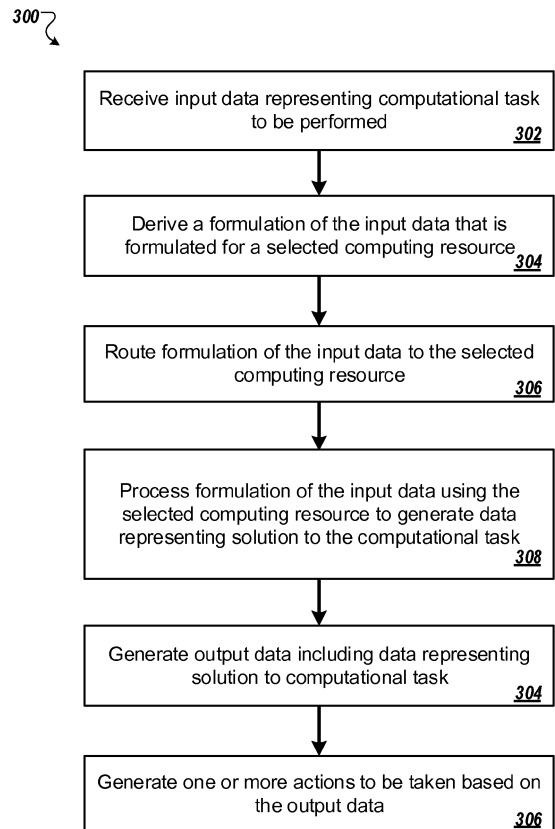 300
Receive input data representing computational task
to be performed
302
Derive a formulation of the input data that is
formulated for a selected computing resource
304
Route formulation of the input data to the selected
computing resource
306
Process formulation of the input data using the
selected computing resource to generate data
representing solution to the computational task
308
Generate output data including data representing
solution to computational task
304
Generate one or more actions to be taken based on
the output data
306